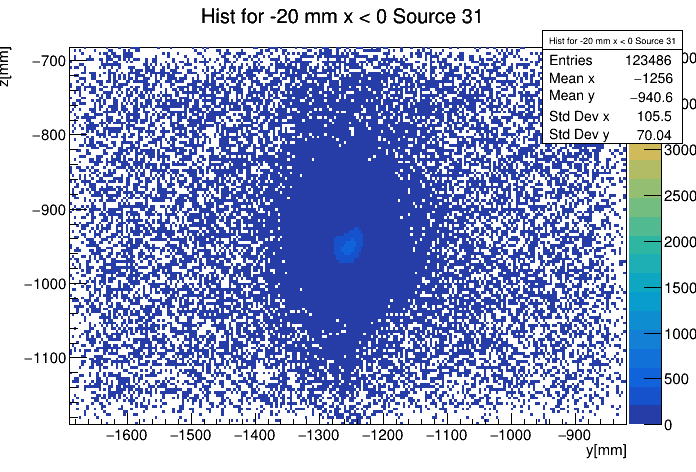 Hist for -20 mm x < 0 Source 31
Hist for -20 mm x < 0 Source 31
Entries 123486
Mean x −1256
Mean y −940.6
Std Dev x 105.5
Std Dev y 70.04
z[mm]
−700
−800
−900
−1000
−1100
−1600 −1500 −1400 −1300 −1200 −1100 −1000 −900
y[mm]
3000
2500
2000
1500
1000
500
0